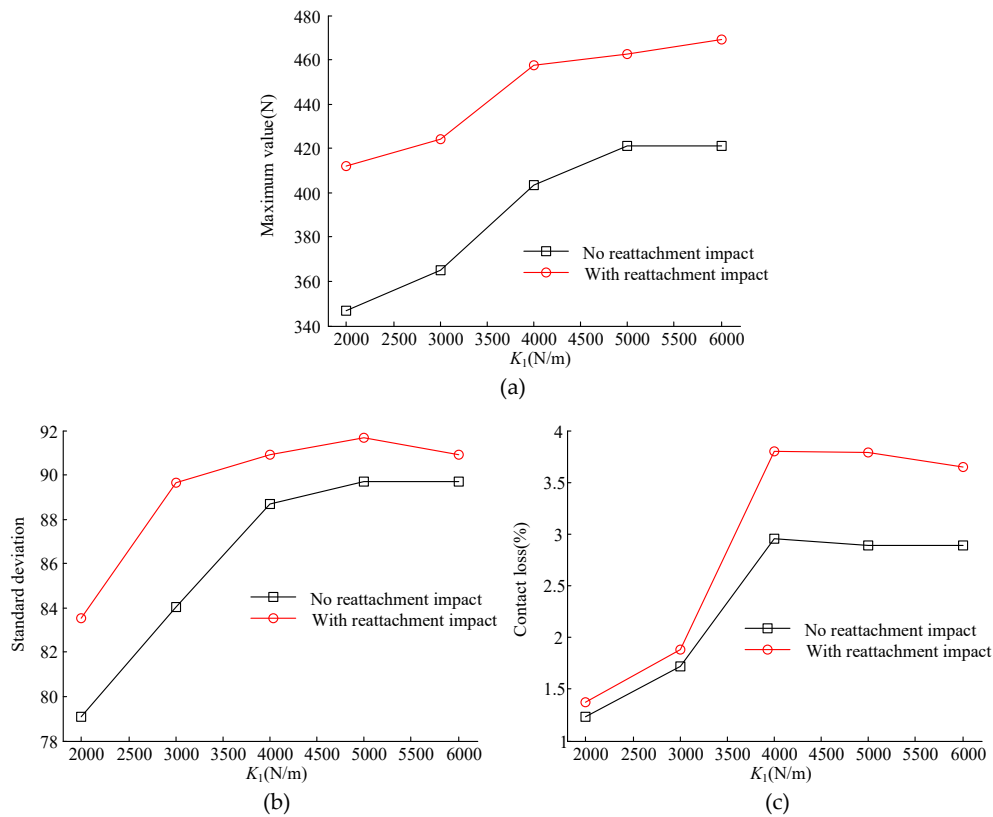 480
460
440
420
400
380
360
340
Maximum value(N)
No reattachment impact
With reattachment impact
2000 2500 3000 3500 4000 4500 5000 5500 6000
K1(N/m)
(a)
92
90
88
86
84
82
80
78
Standard deviation
No reattachment impact
With reattachment impact
2000 2500 3000 3500 4000 4500 5000 5500 6000
K1(N/m)
(b)
4
3.5
3
2.5
2
1.5
1
Contact loss(%)
No reattachment impact
With reattachment impact
2000 2500 3000 3500 4000 4500 5000 5500 6000
K1(N/m)
(c)